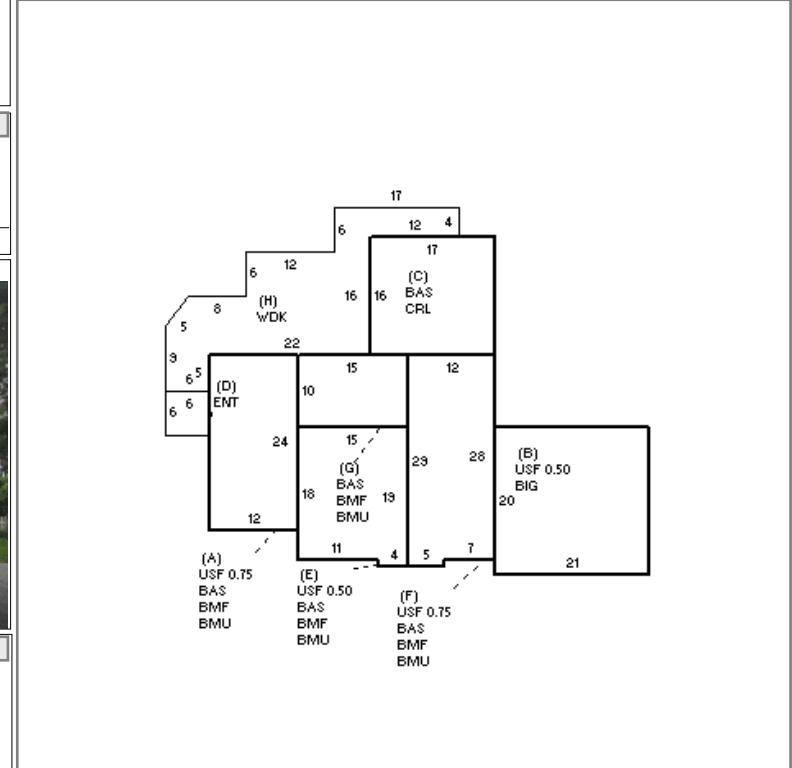 17
6
12
4
17
6
12
(C)
BAS
CRL
16
16
(H)
WDK
8
5
22
9
5
6
15
12
(D)
ENT
10
6
6
24
15
(G)
BAS
BMF
BMU
29
28
(B)
USF 0.50
BIG
18
19
20
12
11
4
5
7
21
(A)
USF 0.75
BAS
BMF
BMU
(E)
USF 0.50
BAS
BMF
BMU
(F)
USF 0.75
BAS
BMF
BMU